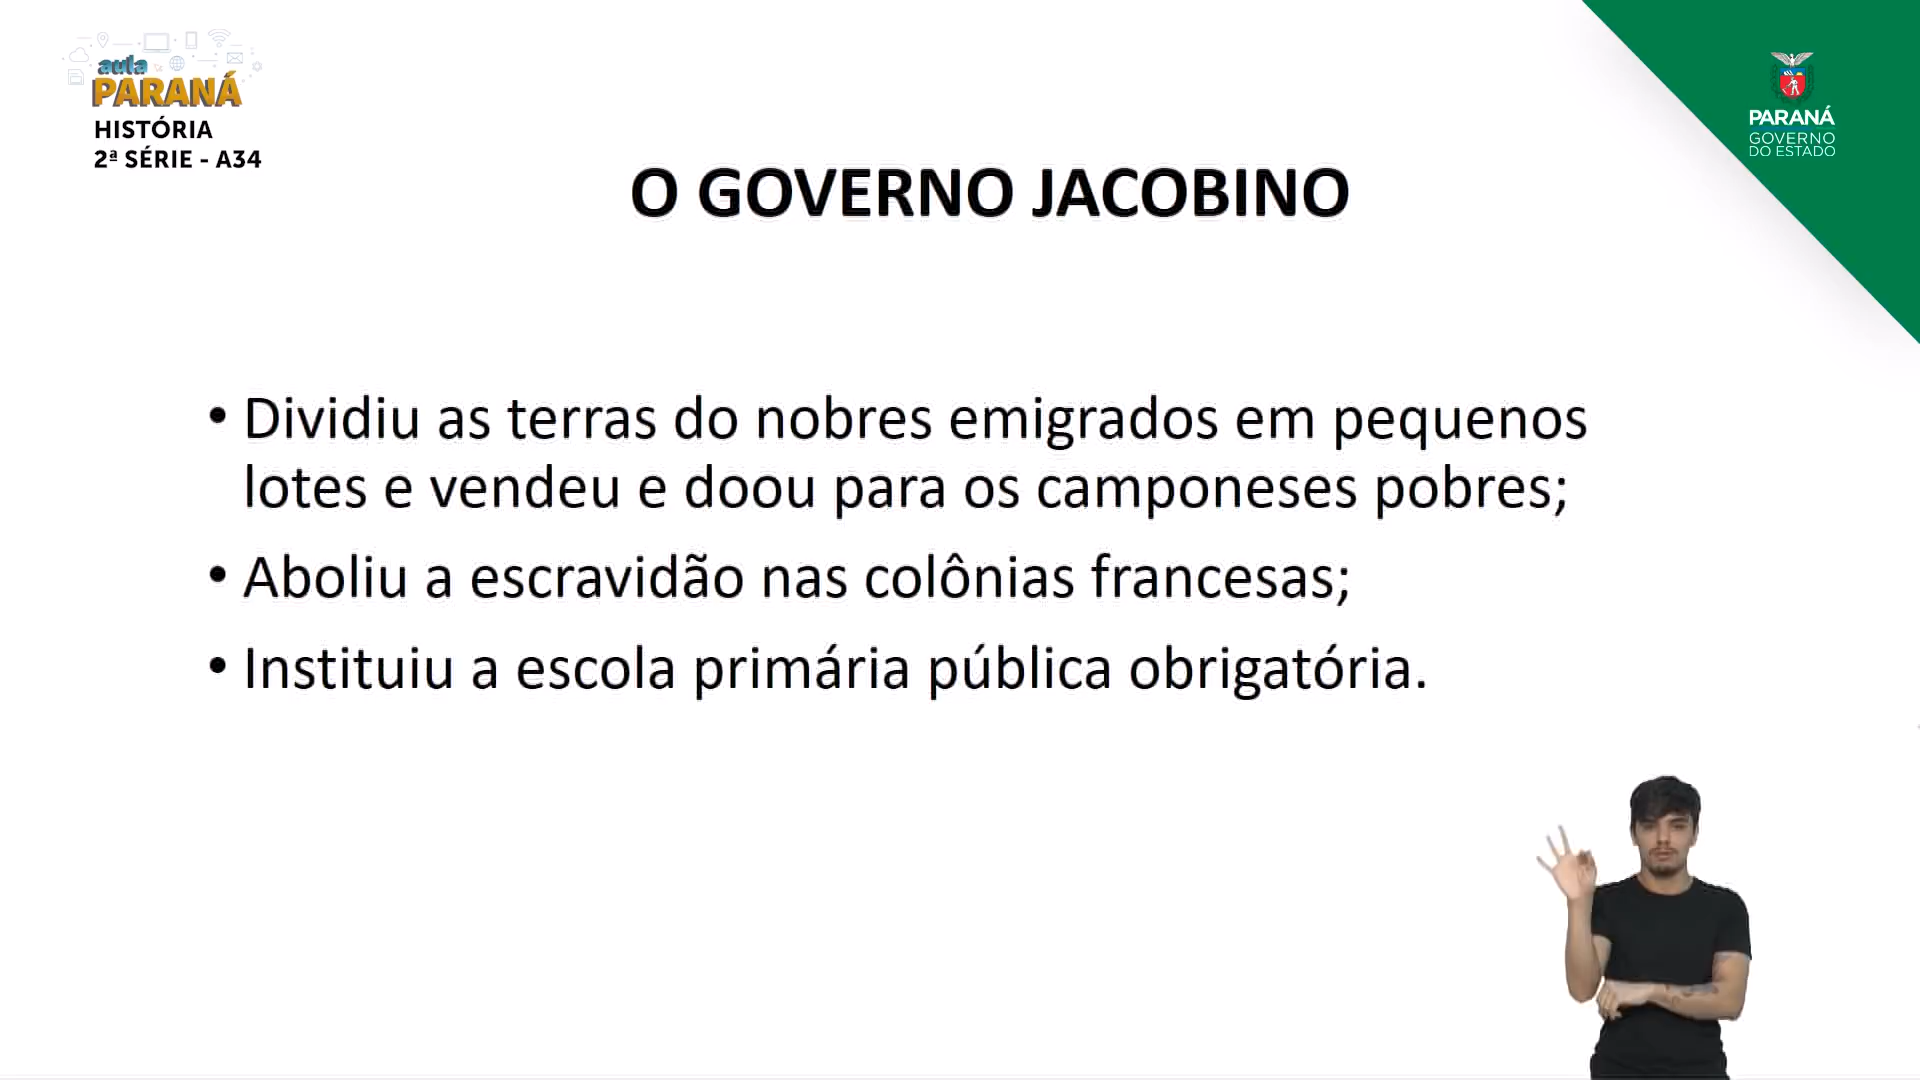 aula
PARANÁ
HISTÓRIA
2ª SÉRIE - A34
PARANÁ
GOVERNO
DO ESTADO
O GOVERNO JACOBINO
• Dividiu as terras do nobres emigrados em pequenos
lotes e vendeu e doou para os camponeses pobres;
• Aboliu a escravidão nas colônias francesas;
• Instituiu a escola primária pública obrigatória.